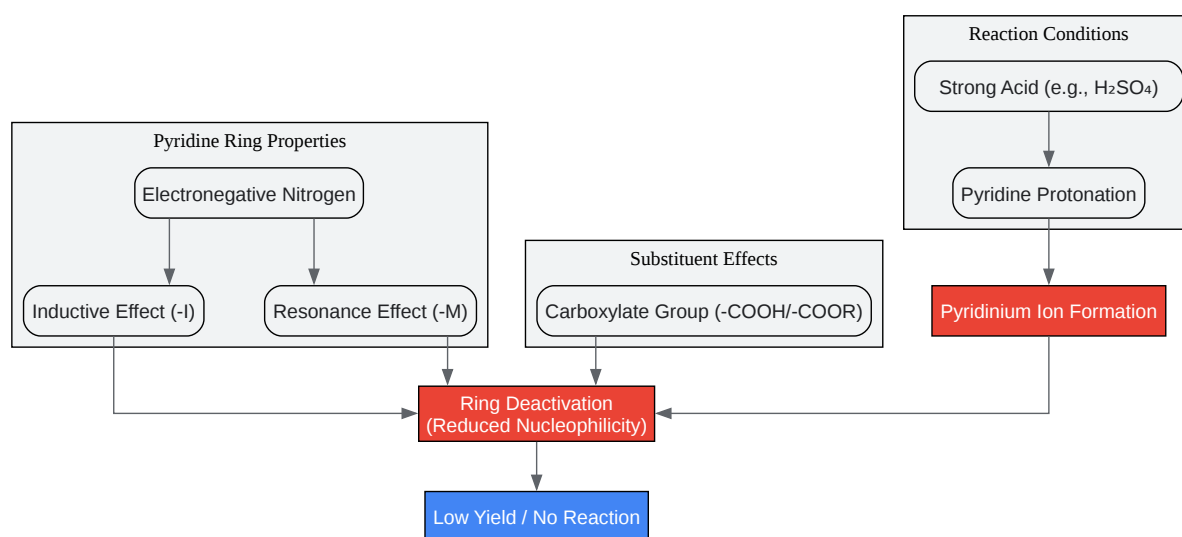 Reaction Conditions
Strong Acid (e.g., H₂SO₄)
Pyridine Protonation
Pyridinium Ion Formation
Pyridine Ring Properties
Electronegative Nitrogen
Inductive Effect (-I)
Resonance Effect (-M)
Substituent Effects
Carboxylate Group (-COOH/-COOR)
Ring Deactivation
(Reduced Nucleophilicity)
Low Yield / No Reaction